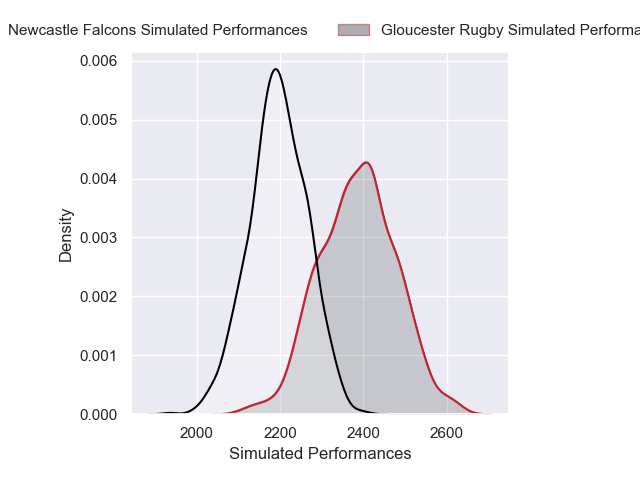 Newcastle Falcons Simulated Performances
Gloucester Rugby Simulated Performa
0.006
0.005
0.004
0.003
0.002
0.001
0.000
Density
2000 2200 2400 2600
Simulated Performances